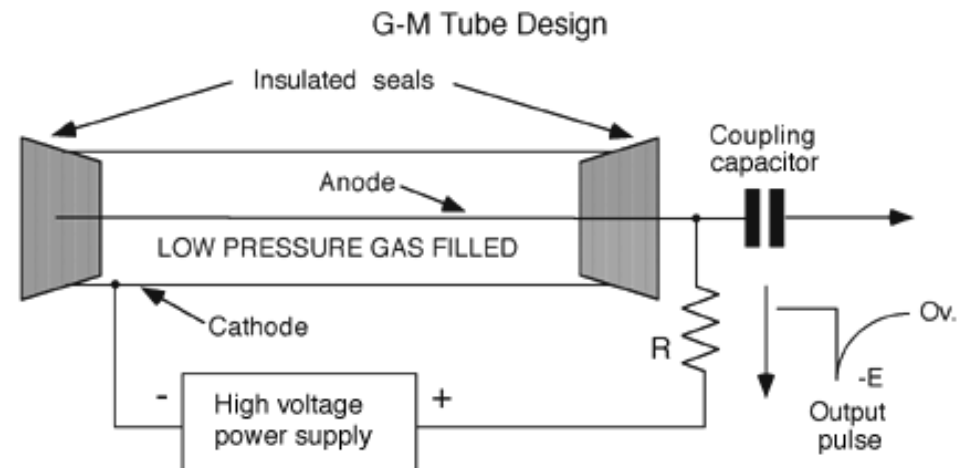 G-M Tube Design
Insulated seals
Coupling
capacitor
Anode
LOW PRESSURE GAS FILLED
Cathode
R
Ov.
-E
Output
pulse
- +
High voltage
power supply